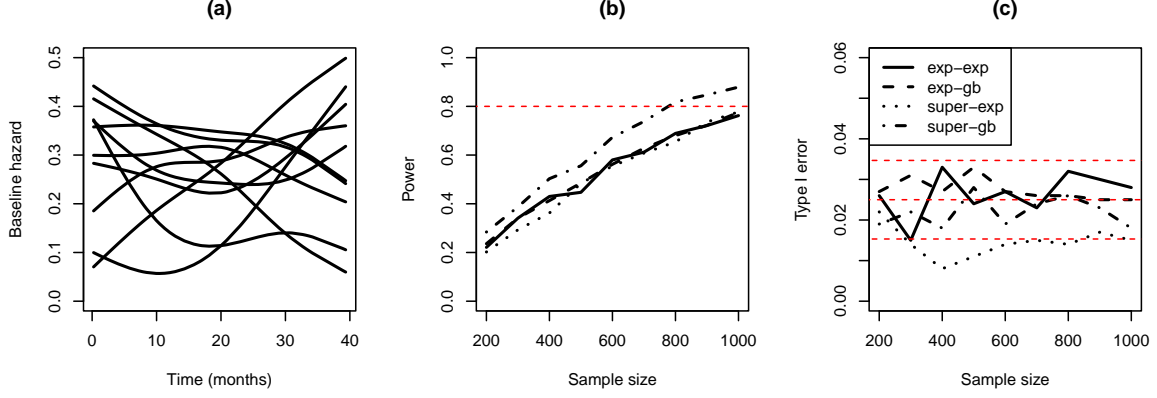 (a)
Baseline hazard
0.0 0.1 0.2 0.3 0.4 0.5
0 10 20 30 40
Time (months)
(b)
Power
0.0 0.2 0.4 0.6 0.8 1.0
200 400 600 800 1000
Sample size
(c)
Type I error
0.00 0.02 0.04 0.06
exp−exp
exp−gb
super−exp
super−gb
200 400 600 800 1000
Sample size